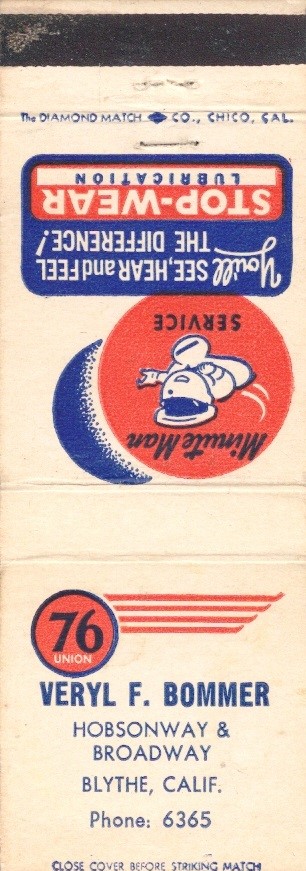 The DIAMOND MATCH CO., CHICO, CAL.
Minute Man
SERVICE
You'll SEE, HEAR and FEEL
THE DIFFERENCE!
STOP-WEAR
LUBRICATION
76
UNION
VERYL F. BOMMER
HOBSONWAY &
BROADWAY
BLYTHE, CALIF.
Phone: 6365
CLOSE COVER BEFORE STRIKING MATCH